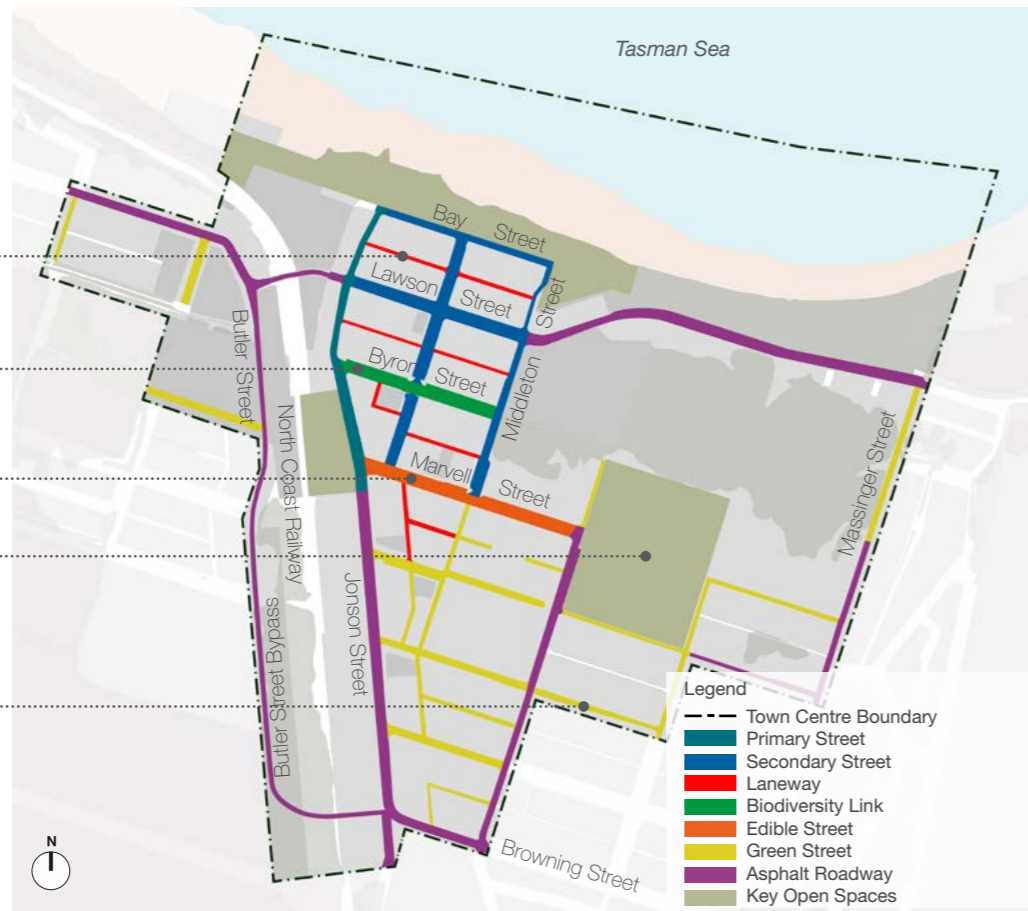 Tasman Sea
Bay Street
Lawson Street
Byron Street
Marvell Street
Middleton Street
Butler Street
North Coast Railway
Butler Street Bypass
Jonson Street
Massinger Street
Browning Street
N
Legend
Town Centre Boundary
Primary Street
Secondary Street
Laneway
Biodiversity Link
Edible Street
Green Street
Asphalt Roadway
Key Open Spaces